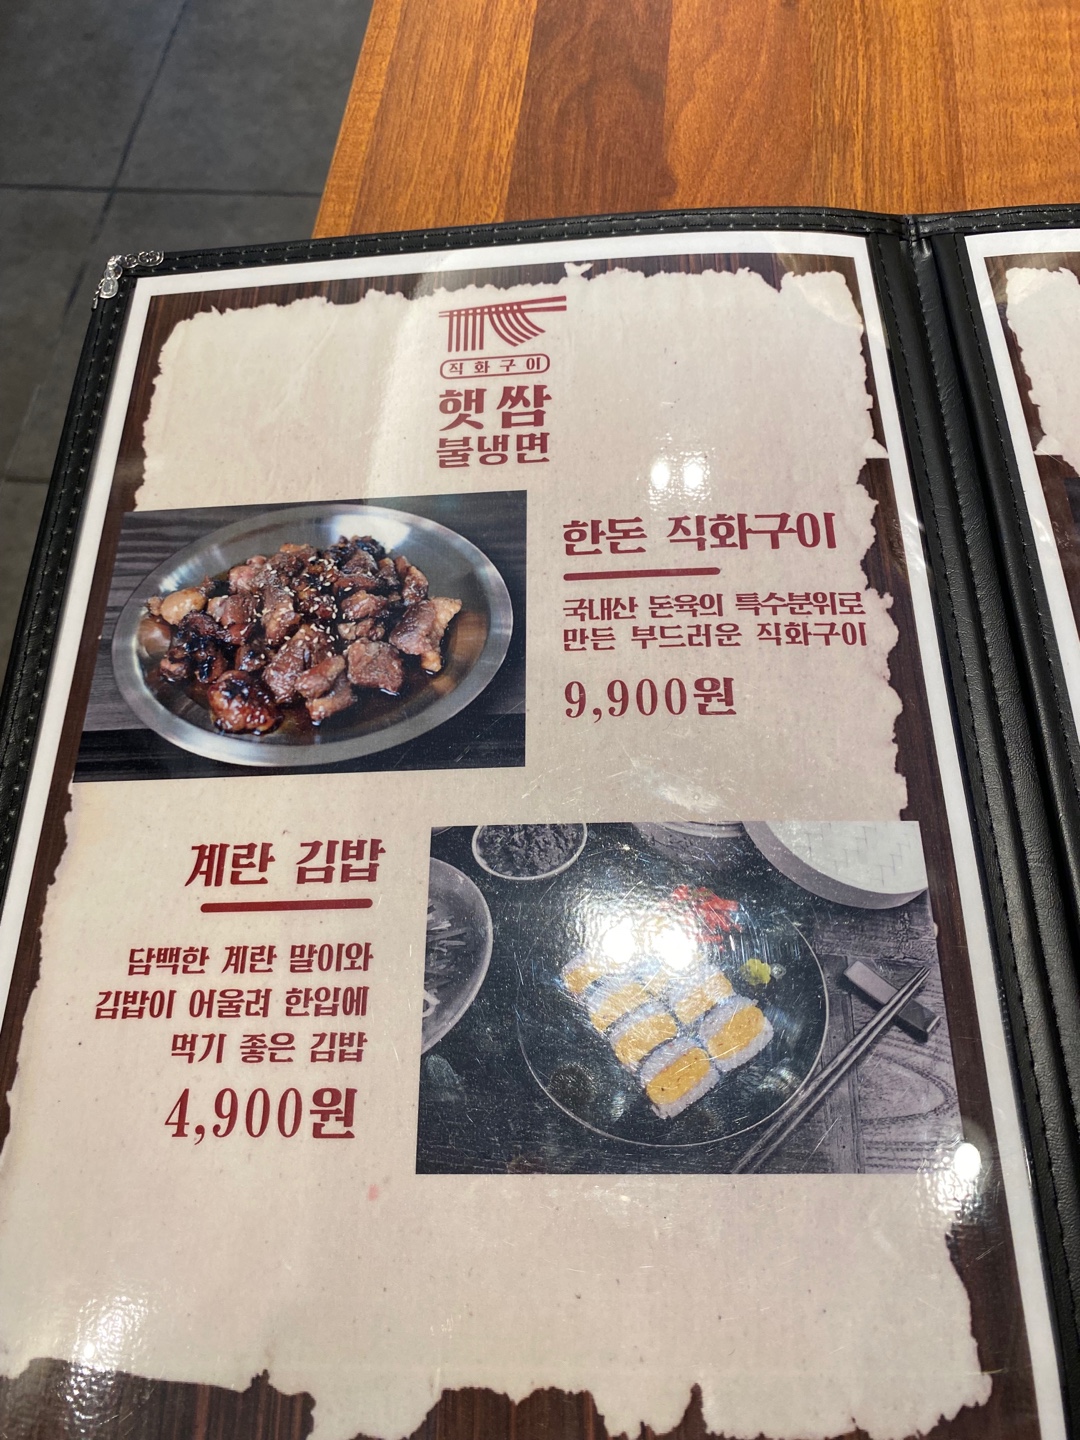 직화구이
햇쌈
불냉면
한돈 직화구이
국내산 돈육의 특수분위로
만든 부드러운 직화구이
9,900원
계란 김밥
담백한 계란 말이와
김밥이 어울려 한입에
먹기 좋은 김밥
4,900원